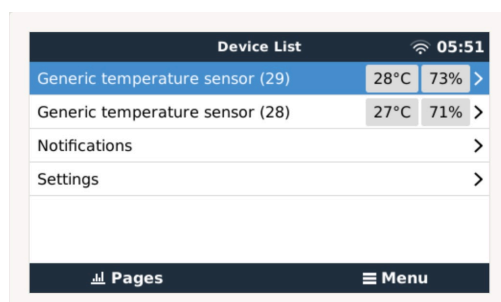 Device List 05:51
Generic temperature sensor (29) 28°C 73%
Generic temperature sensor (28) 27°C 71%
Notifications
Settings
Pages Menu